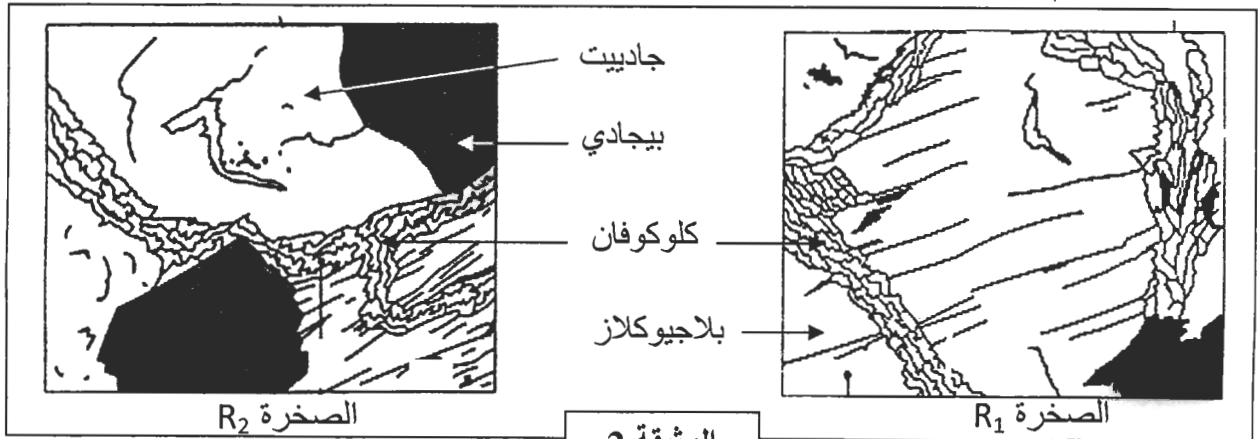 جادييت
بيجادي
كلوكوفان
بلاجيوكلاز
الصخرة R2
الصخرة R1